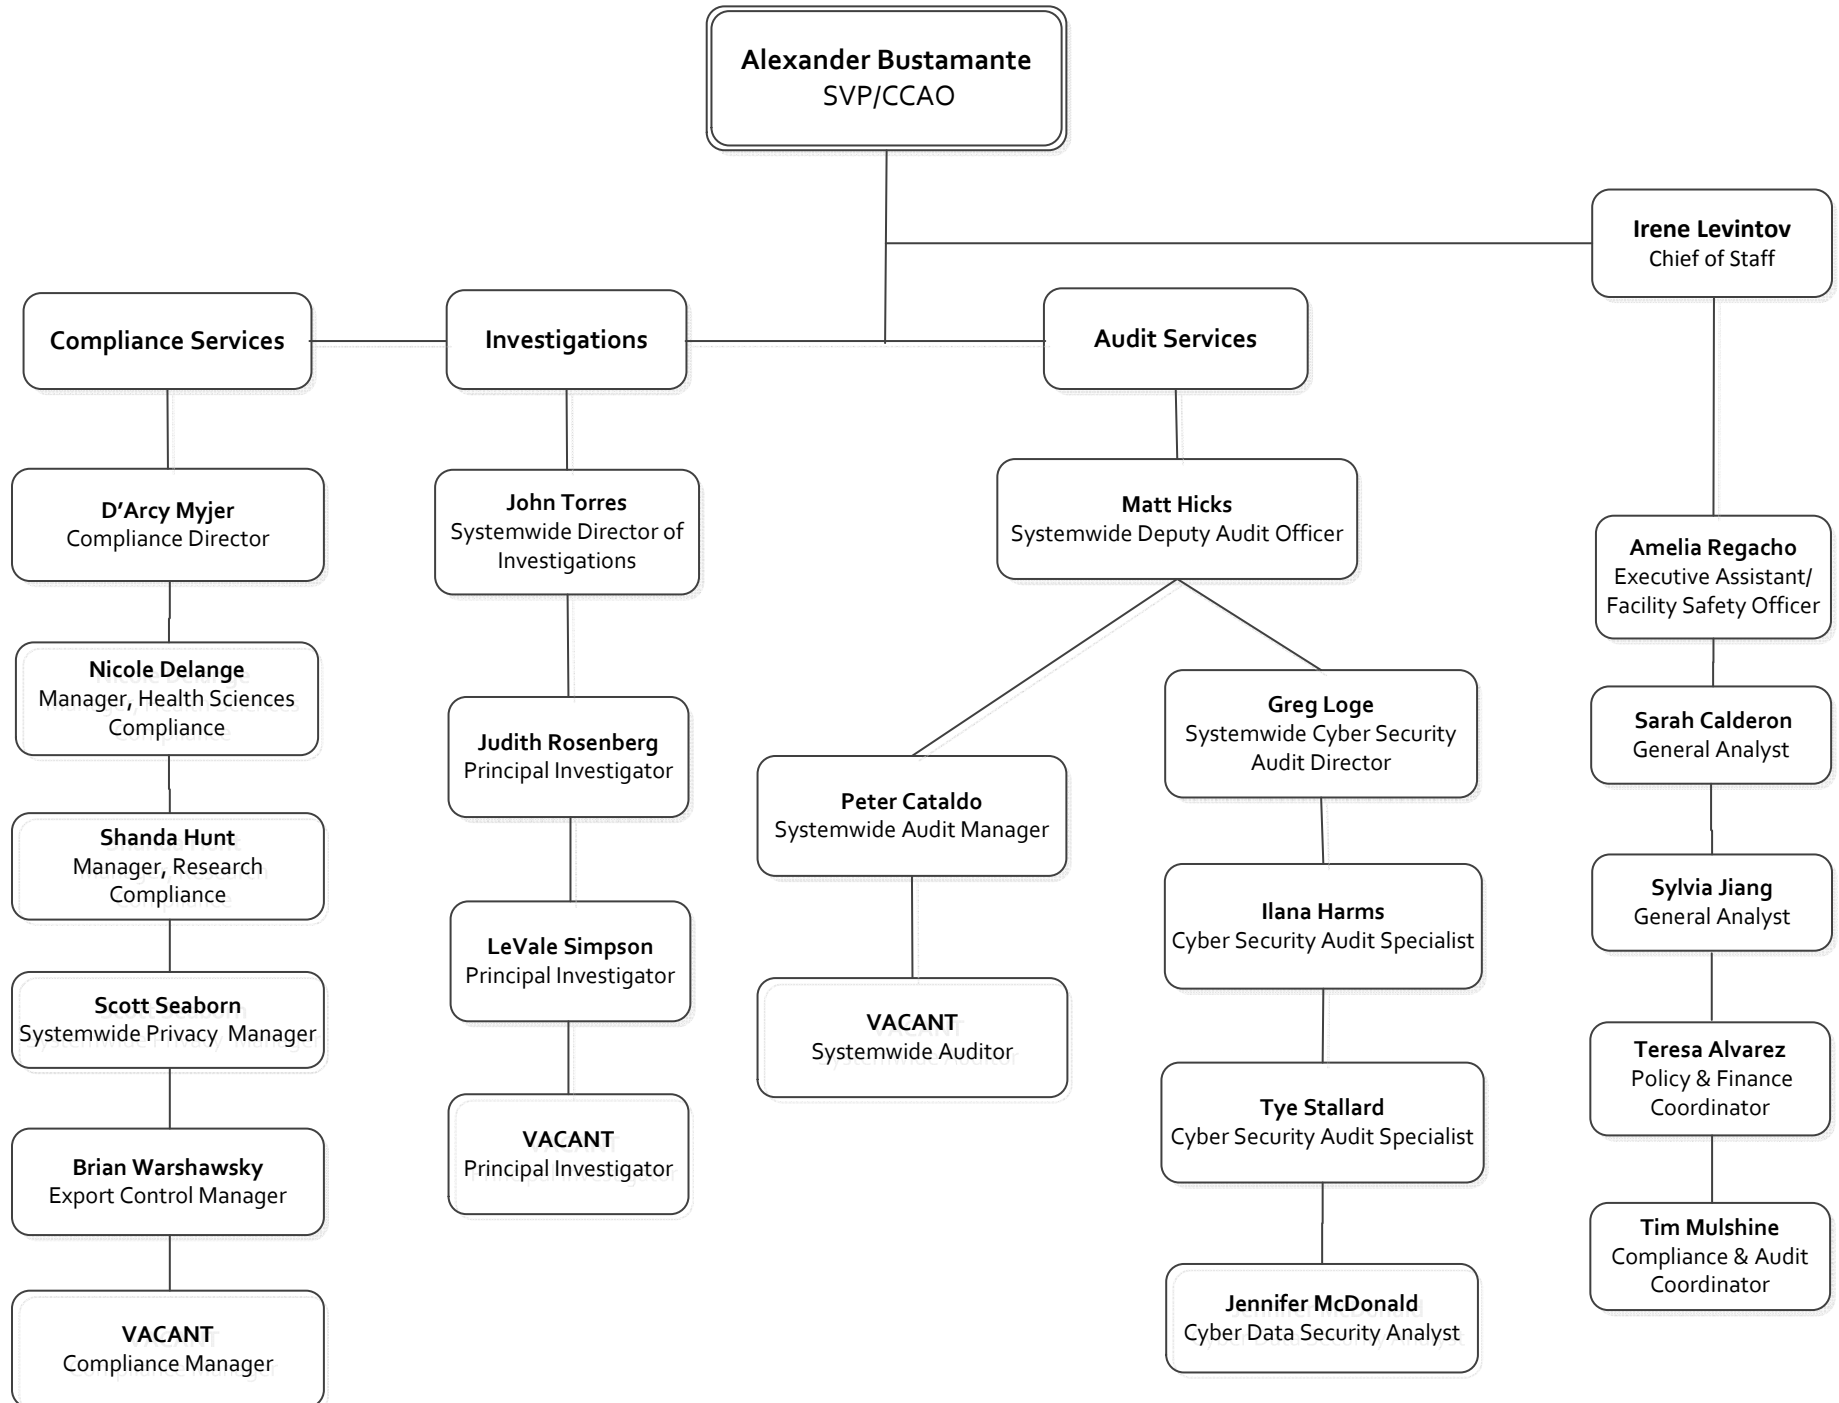 Alexander Bustamante
SVP/CCAO
Irene Levintov
Chief of Staff
Compliance Services
Investigations
Audit Services
D’Arcy Myjer
Compliance Director
Nicole Delange
Manager, Health Sciences
Compliance
Shanda Hunt
Manager, Research
Compliance
Scott Seaborn
Systemwide Privacy  Manager
Brian Warshawsky
Export Control Manager
VACANT
Compliance Manager
John Torres
Systemwide Director of
Investigations
Judith Rosenberg
Principal Investigator
LeVale Simpson
Principal Investigator
VACANT
Principal Investigator
Matt Hicks
Systemwide Deputy Audit Officer
Peter Cataldo
Systemwide Audit Manager
VACANT
Systemwide Auditor
Greg Loge
Systemwide Cyber Security
Audit Director
Ilana Harms
Cyber Security Audit Specialist
Tye Stallard
Cyber Security Audit Specialist
Jennifer McDonald
Cyber Data Security Analyst
Amelia Regacho
Executive Assistant/
Facility Safety Officer
Sarah Calderon
General Analyst
Sylvia Jiang
General Analyst
Teresa Alvarez
Policy & Finance
Coordinator
Tim Mulshine
Compliance & Audit
Coordinator